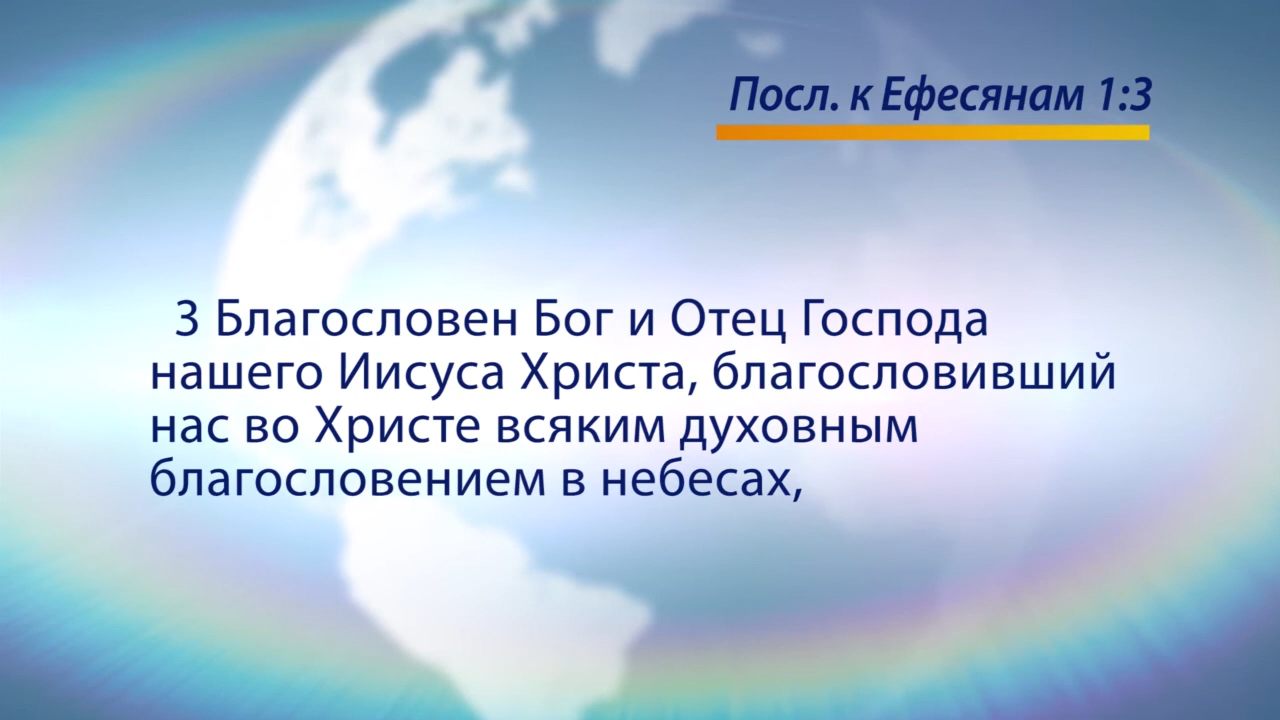 Посл. к Ефесянам 1:3
3 Благословен Бог и Отец Господа
нашего Иисуса Христа, благословивший
нас во Христе всяким духовным
благословением в небесах,